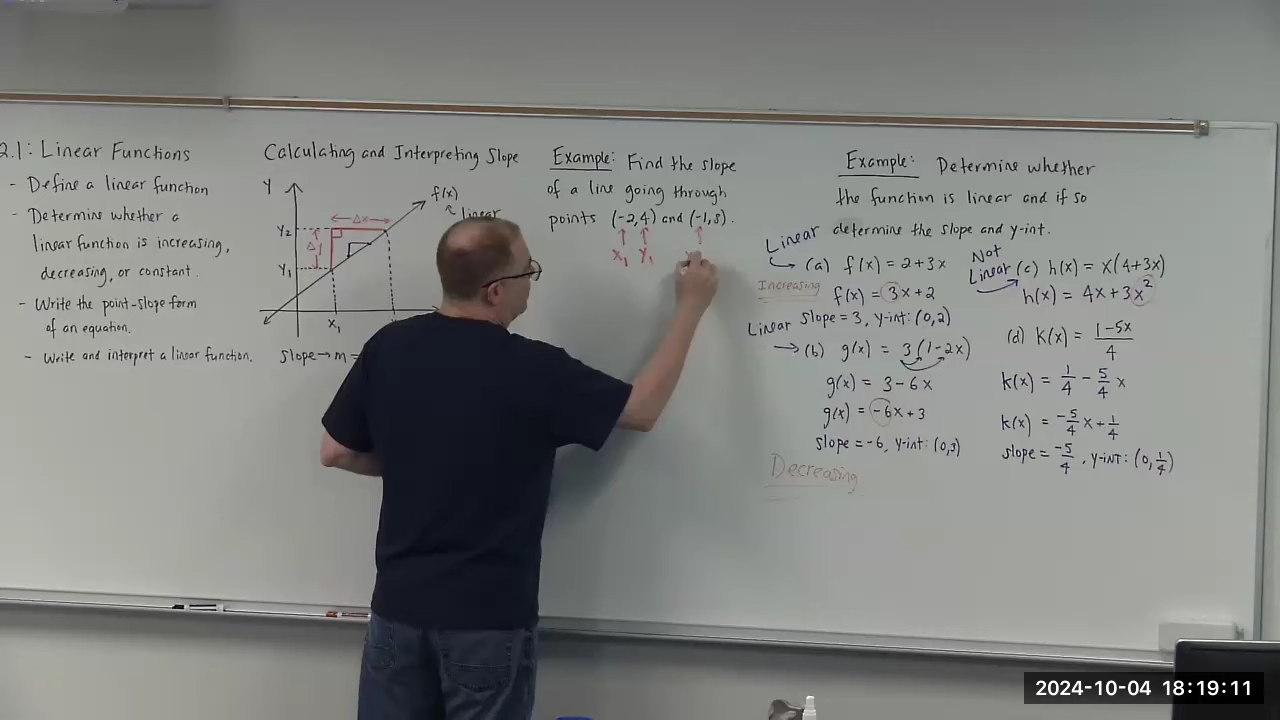 2.1: Linear Functions
- Define a linear function
- Determine whether a
linear function is increasing,
decreasing, or constant.
- Write the point-slope form
of an equation.
- Write and interpret a linear function.
Calculating and Interpreting Slope
Y
f(x)
linear
Δx
Y₂
Δy
Y₁
x₁
slope → m =
Example: Find the slope
of a line going through
points (-2,4) and (-1,8).
x₁ Y₁
Example: Determine whether
the function is linear and if so
determine the slope and y-int.
Linear
(a) f(x) = 2+3x
Increasing
f(x) = 3x+2
slope = 3, y-int: (0,2)
Linear
(b) g(x) = 3(1-2x)
g(x) = 3-6x
g(x) = -6x+3
slope = -6, y-int: (0,3)
Decreasing
Not
Linear
(c) h(x) = x(4+3x)
h(x) = 4x+3x²
(d) k(x) = (1-5x)/4
k(x) = 1/4 - 5/4 x
k(x) = -5/4 x + 1/4
slope = -5/4, y-int: (0, 1/4)
2024-10-04 18:19:11